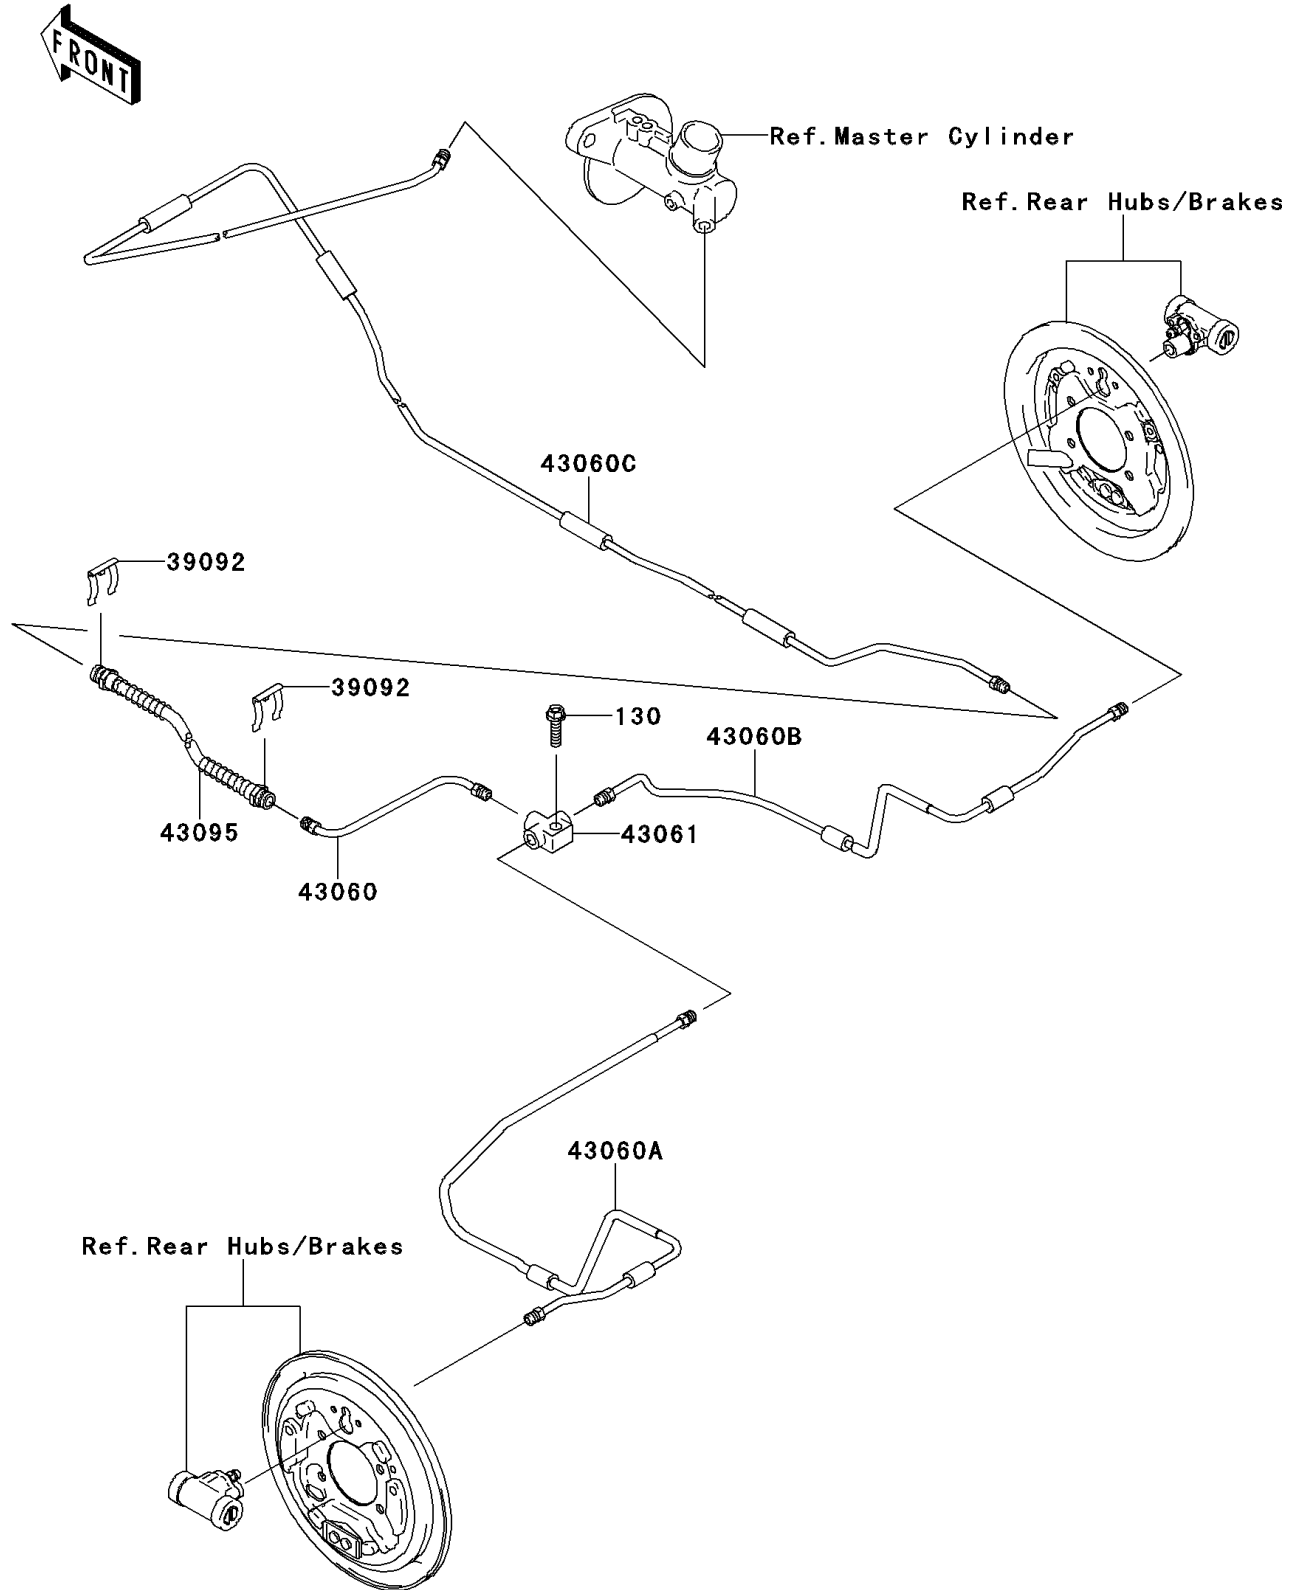 FRONT
Ref.Master Cylinder
Ref.Rear Hubs/Brakes
43060C
39092
39092
130
43060B
43095
43061
43060
43060A
Ref.Rear Hubs/Brakes